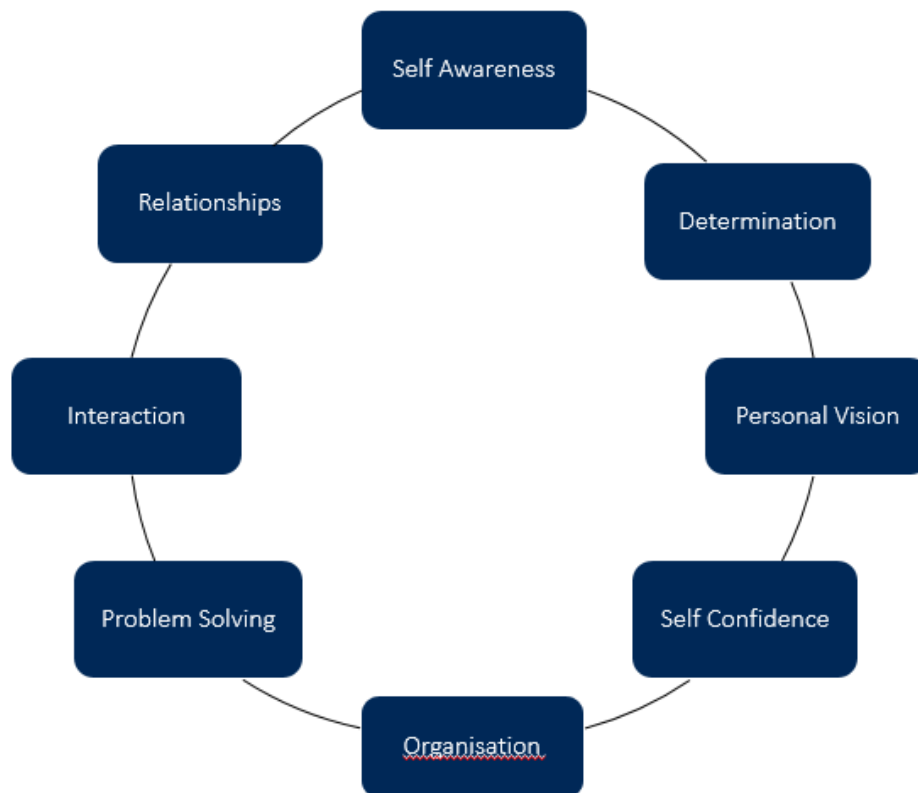 Self Awareness
Relationships
Determination
Interaction
Personal Vision
Problem Solving
Self Confidence
Organisation